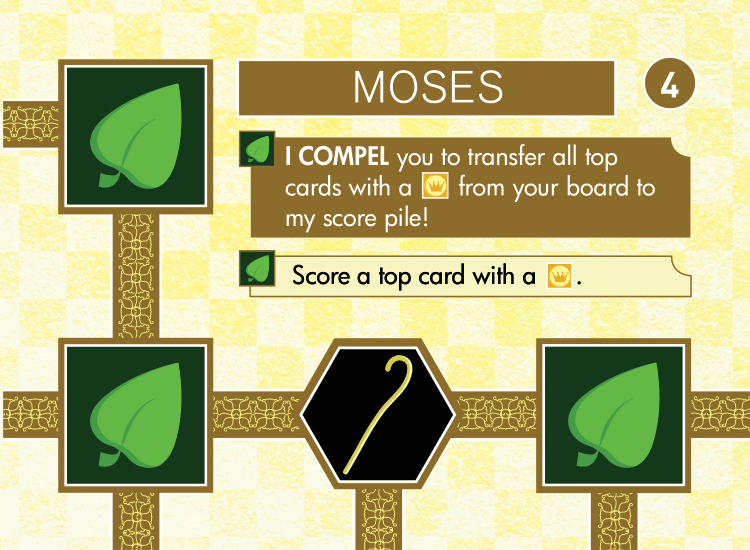 MOSES
4
I COMPEL you to transfer all top
cards with a from your board to
my score pile!
Score a top card with a .